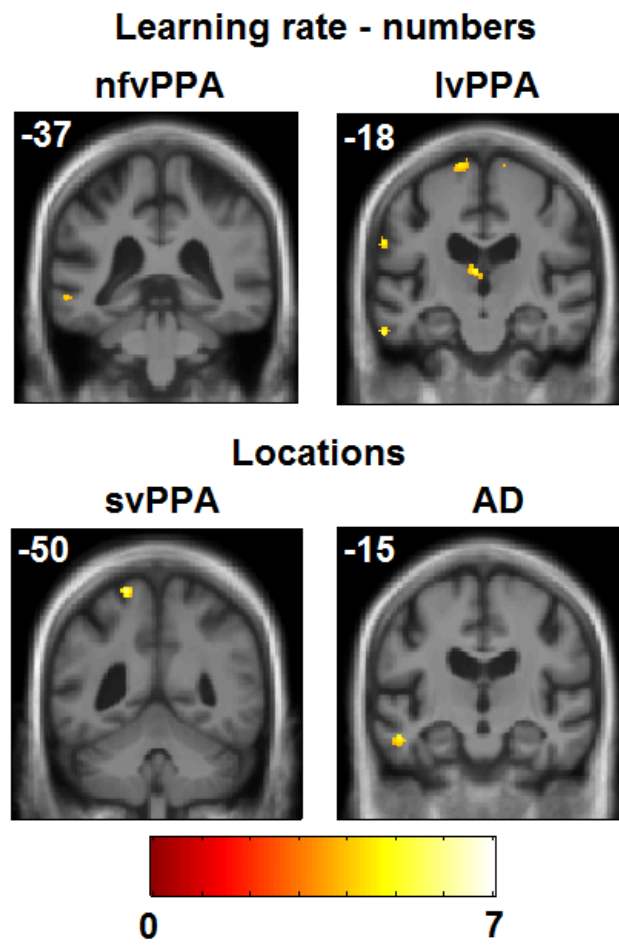 Learning rate - numbers
nfvPPA lvPPA
-37 -18
Locations
svPPA AD
-50 -15
0 7